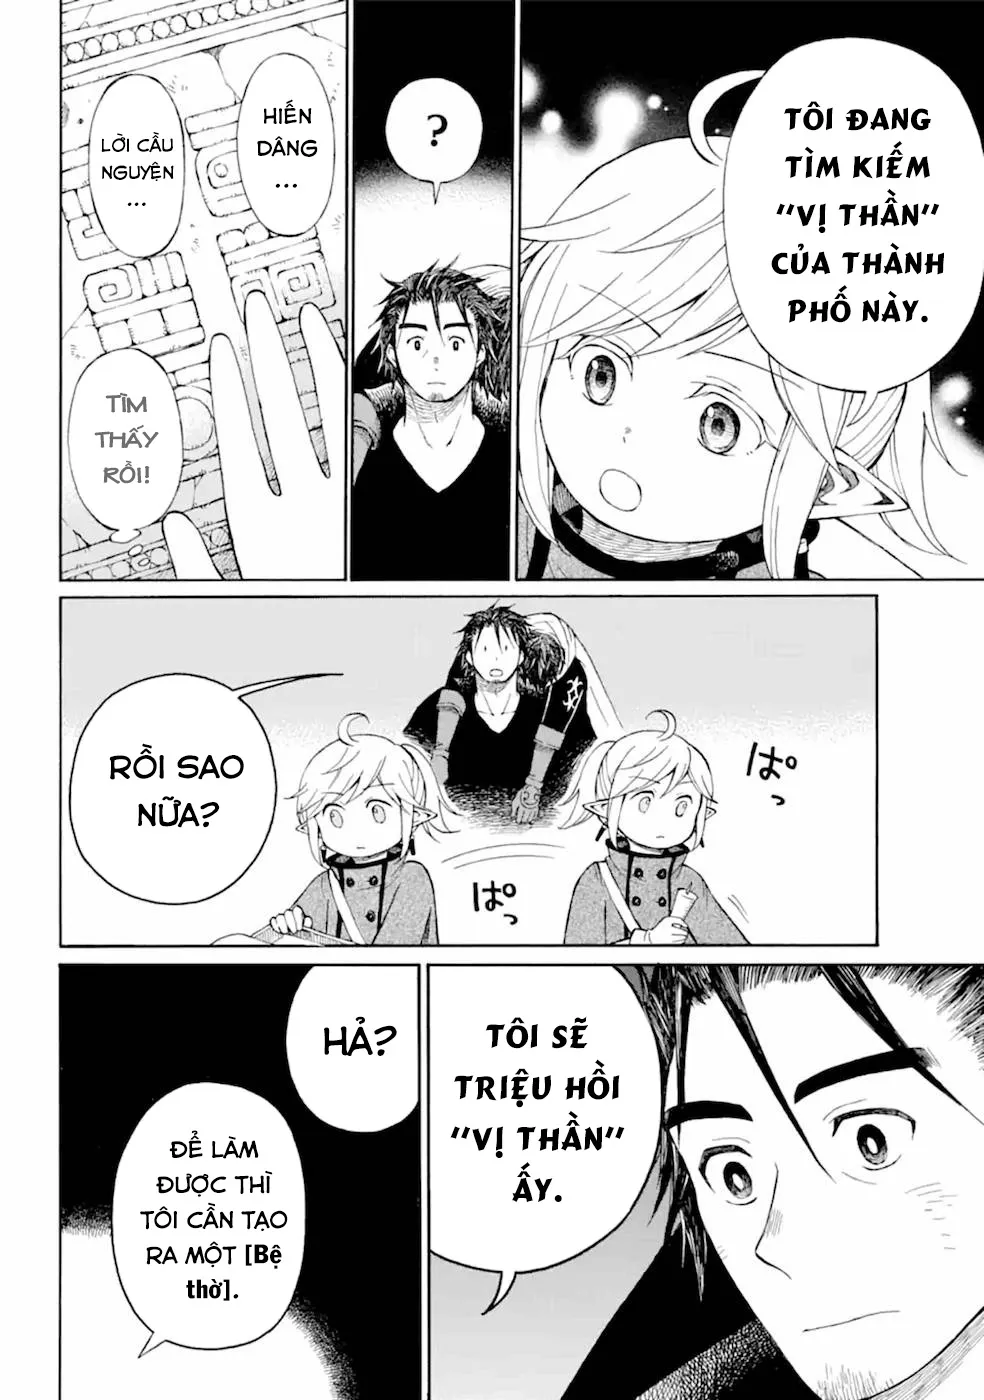 TÔI ĐANG
TÌM KIẾM
"VỊ THẦN"
CỦA THÀNH
PHỐ NÀY.
?
HIẾN
DÂNG
...
LỜI CẦU
NGUYỆN
...
TÌM
THẤY
RỒI!
ぱっ
ぱっ
RỒI SAO
NỮA?
TÔI SẼ
TRIỆU HỒI
"VỊ THẦN"
ẤY.
HẢ?
ĐỂ LÀM
ĐƯỢC THÌ
TÔI CẦN TẠO
RA MỘT [Bệ
thờ].